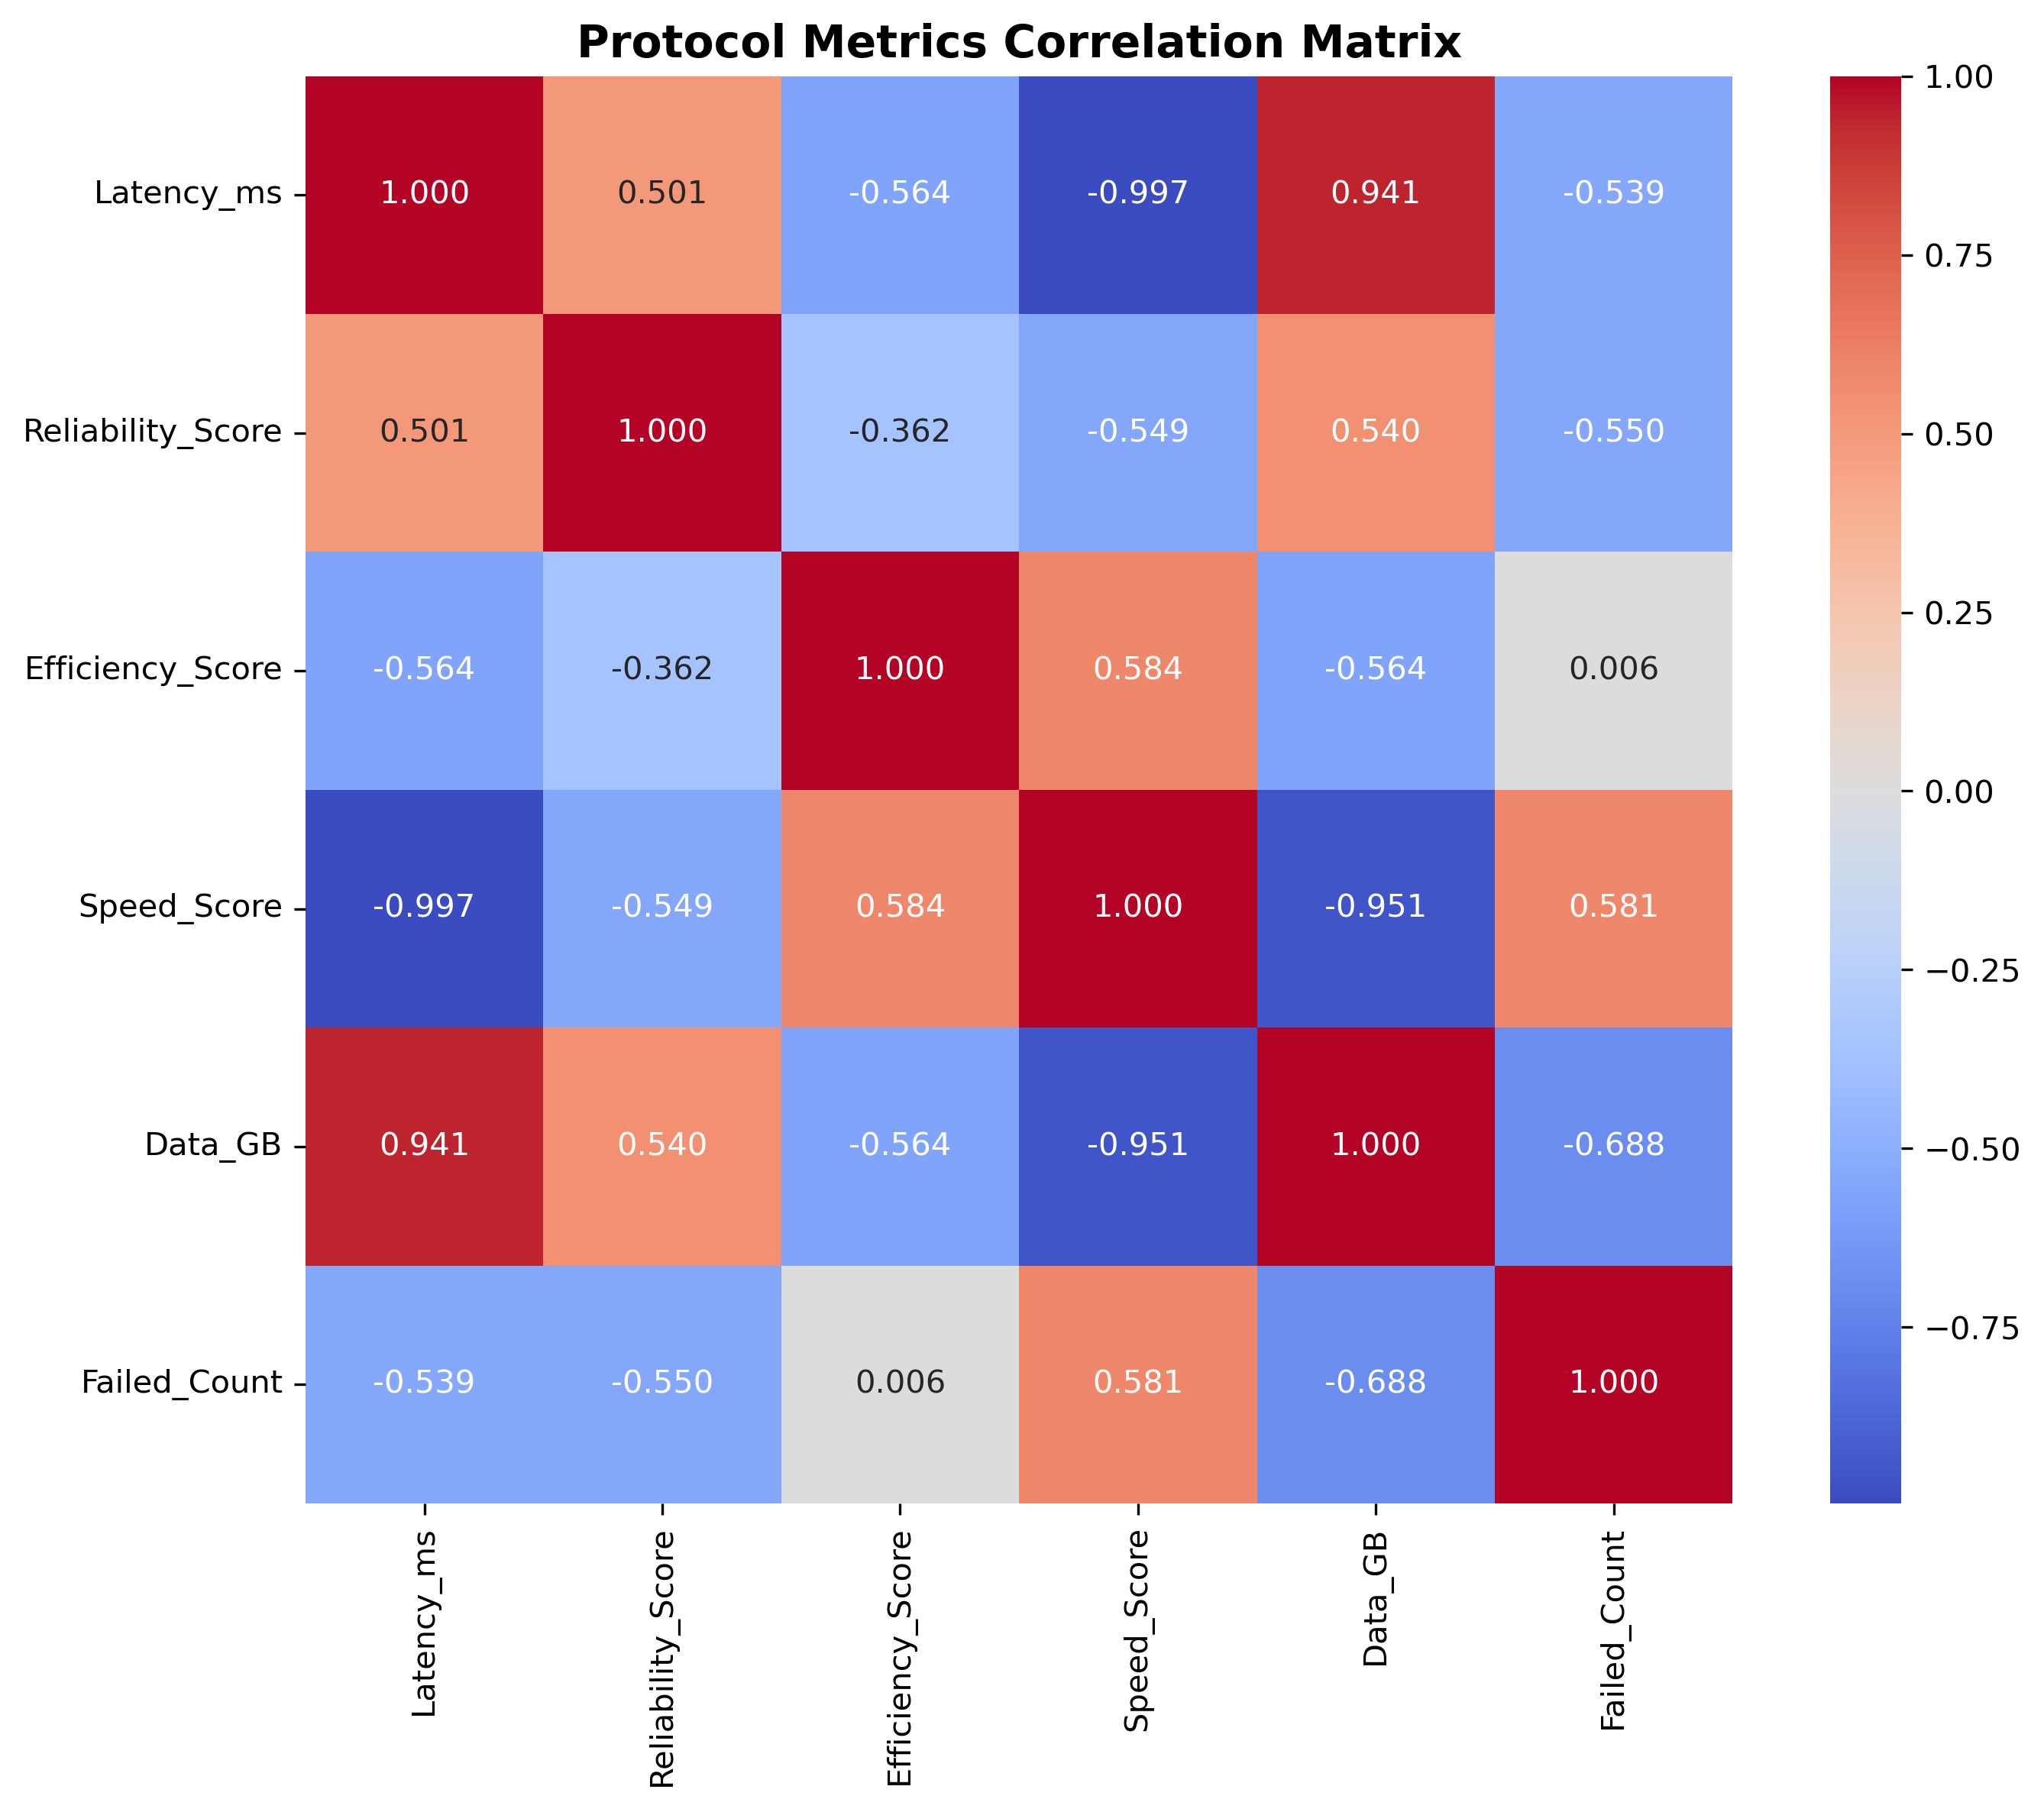 Protocol Metrics Correlation Matrix
Latency_ms 1.000 0.501 -0.564 -0.997 0.941 -0.539
Reliability_Score 0.501 1.000 -0.362 -0.549 0.540 -0.550
Efficiency_Score -0.564 -0.362 1.000 0.584 -0.564 0.006
Speed_Score -0.997 -0.549 0.584 1.000 -0.951 0.581
Data_GB 0.941 0.540 -0.564 -0.951 1.000 -0.688
Failed_Count -0.539 -0.550 0.006 0.581 -0.688 1.000
Latency_ms
Reliability_Score
Efficiency_Score
Speed_Score
Data_GB
Failed_Count
1.00
0.75
0.50
0.25
0.00
−0.25
−0.50
−0.75